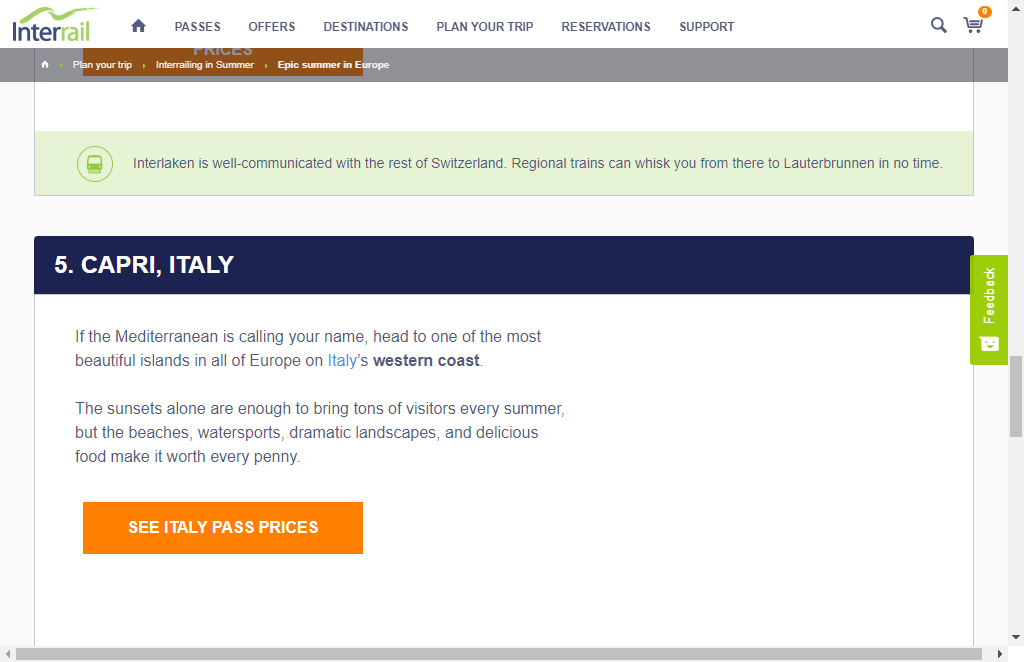 Interrail
PASSES
OFFERS
DESTINATIONS
PLAN YOUR TRIP
RESERVATIONS
SUPPORT
0
PRICES
Plan your trip
Interrailing in Summer
Epic summer in Europe
Interlaken is well-communicated with the rest of Switzerland. Regional trains can whisk you from there to Lauterbrunnen in no time.
5. CAPRI, ITALY
Feedback
If the Mediterranean is calling your name, head to one of the most
beautiful islands in all of Europe on Italy’s western coast.
The sunsets alone are enough to bring tons of visitors every summer,
but the beaches, watersports, dramatic landscapes, and delicious
food make it worth every penny.
SEE ITALY PASS PRICES